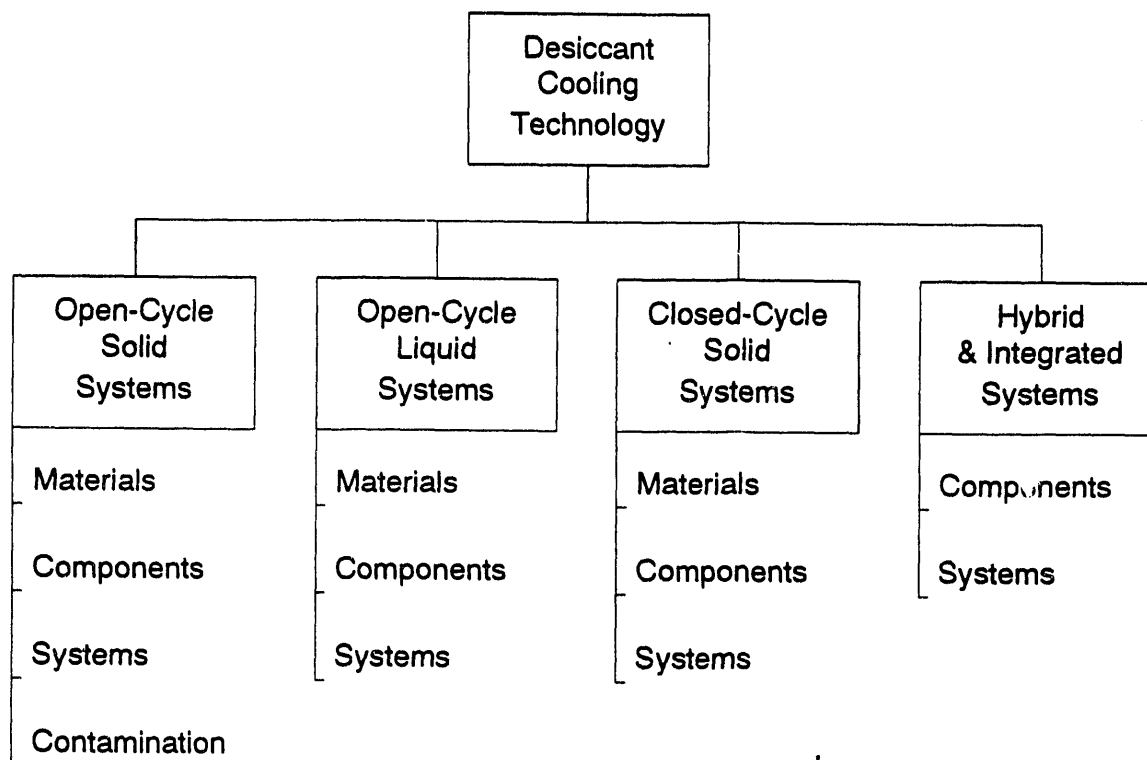 Desiccant
Cooling
Technology
Open-Cycle
Solid
Systems
Materials
Components
Systems
Contamination
Open-Cycle
Liquid
Systems
Materials
Components
Systems
Closed-Cycle
Solid
Systems
Materials
Components
Systems
Hybrid
& Integrated
Systems
Components
Systems